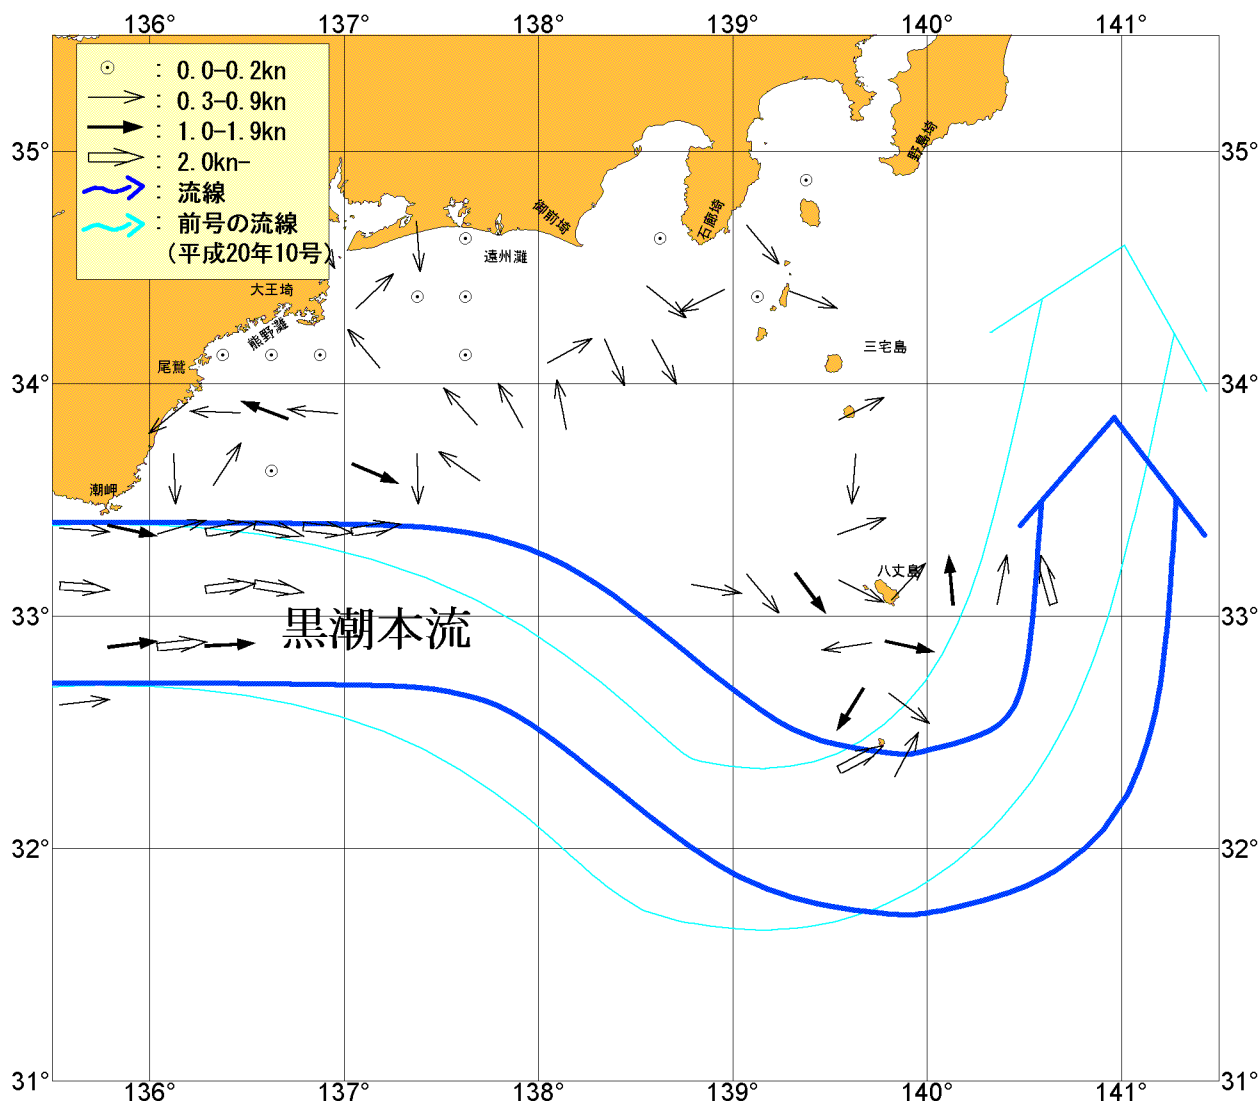 136° 137° 138° 139° 140° 141°
: 0.0-0.2kn
: 0.3-0.9kn
: 1.0-1.9kn
: 2.0kn-
: 流線
: 前号の流線
(平成20年10号)
35°
35°
野島埼
御前埼
石廊埼
遠州灘
大王埼
熊野灘
三宅島
尾鷲
34°
34°
潮岬
八丈島
33°
33°
黒潮本流
32°
32°
31°
31°
136° 137° 138° 139° 140° 141°